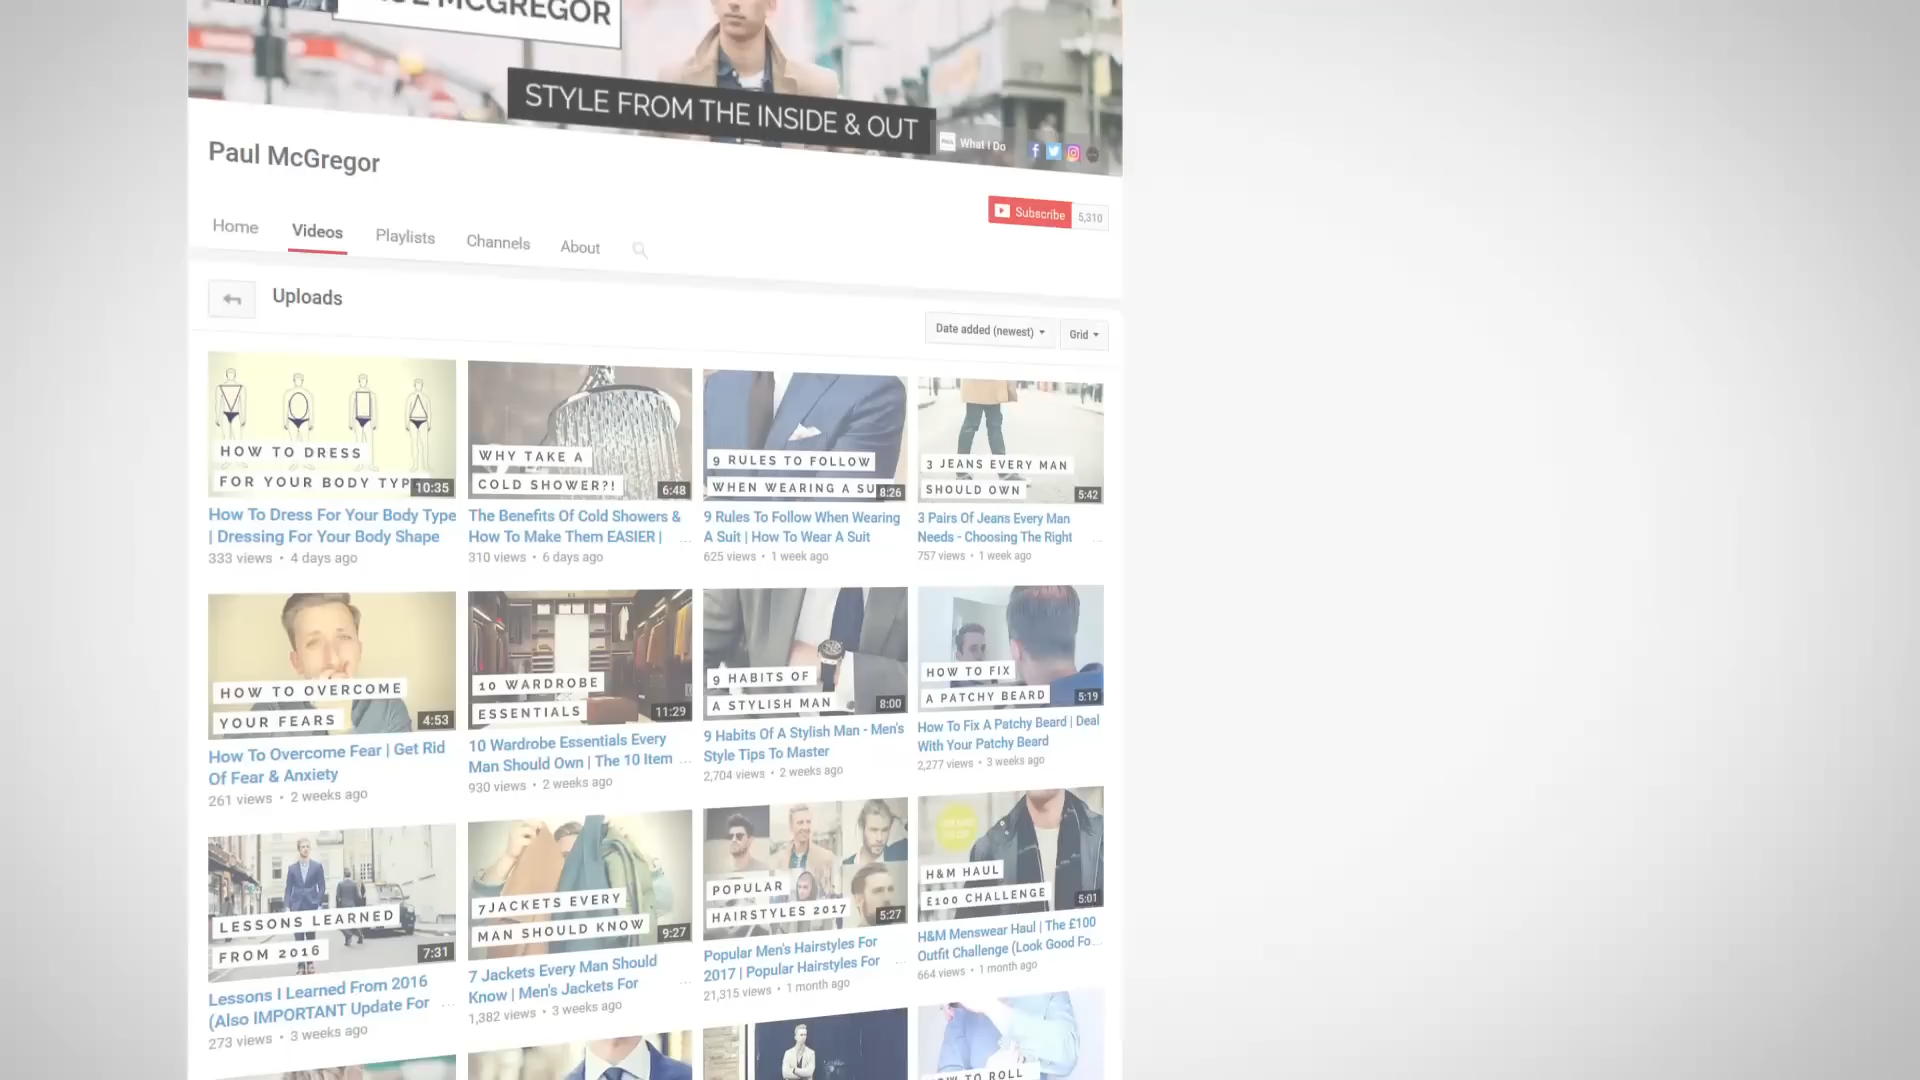 MCGREGOR
STYLE FROM THE INSIDE & OUT
What I Do
Paul McGregor
Subscribe 5,310
Home Videos Playlists Channels About
Uploads
Date added (newest) Grid
HOW TO DRESS
FOR YOUR BODY TYP
10:35
How To Dress For Your Body Type
| Dressing For Your Body Shape
333 views • 4 days ago
WHY TAKE A
COLD SHOWER?!
6:48
The Benefits Of Cold Showers &
How To Make Them EASIER | ...
310 views • 6 days ago
9 RULES TO FOLLOW
WHEN WEARING A SU
8:26
9 Rules To Follow When Wearing
A Suit | How To Wear A Suit
625 views • 1 week ago
3 JEANS EVERY MAN
SHOULD OWN
5:42
3 Pairs Of Jeans Every Man
Needs - Choosing The Right ...
757 views • 1 week ago
HOW TO OVERCOME
YOUR FEARS
4:53
How To Overcome Fear | Get Rid
Of Fear & Anxiety
261 views • 2 weeks ago
10 WARDROBE
ESSENTIALS
11:29
10 Wardrobe Essentials Every
Man Should Own | The 10 Item ...
930 views • 2 weeks ago
9 HABITS OF
A STYLISH MAN
8:00
9 Habits Of A Stylish Man - Men's
Style Tips To Master
2,704 views • 2 weeks ago
HOW TO FIX
A PATCHY BEARD
5:19
How To Fix A Patchy Beard | Deal
With Your Patchy Beard
2,277 views • 3 weeks ago
LESSONS LEARNED
FROM 2016
7:31
Lessons I Learned From 2016
(Also IMPORTANT Update For ...
273 views • 3 weeks ago
7 JACKETS EVERY
MAN SHOULD KNOW
9:27
7 Jackets Every Man Should
Know | Men's Jackets For ...
1,382 views • 3 weeks ago
POPULAR
HAIRSTYLES 2017
5:27
Popular Men's Hairstyles For
2017 | Popular Hairstyles For ...
21,315 views • 1 month ago
H&M HAUL
£100 CHALLENGE
5:01
H&M Menswear Haul | The £100
Outfit Challenge (Look Good Fo...
664 views • 1 month ago
HOW TO ROLL